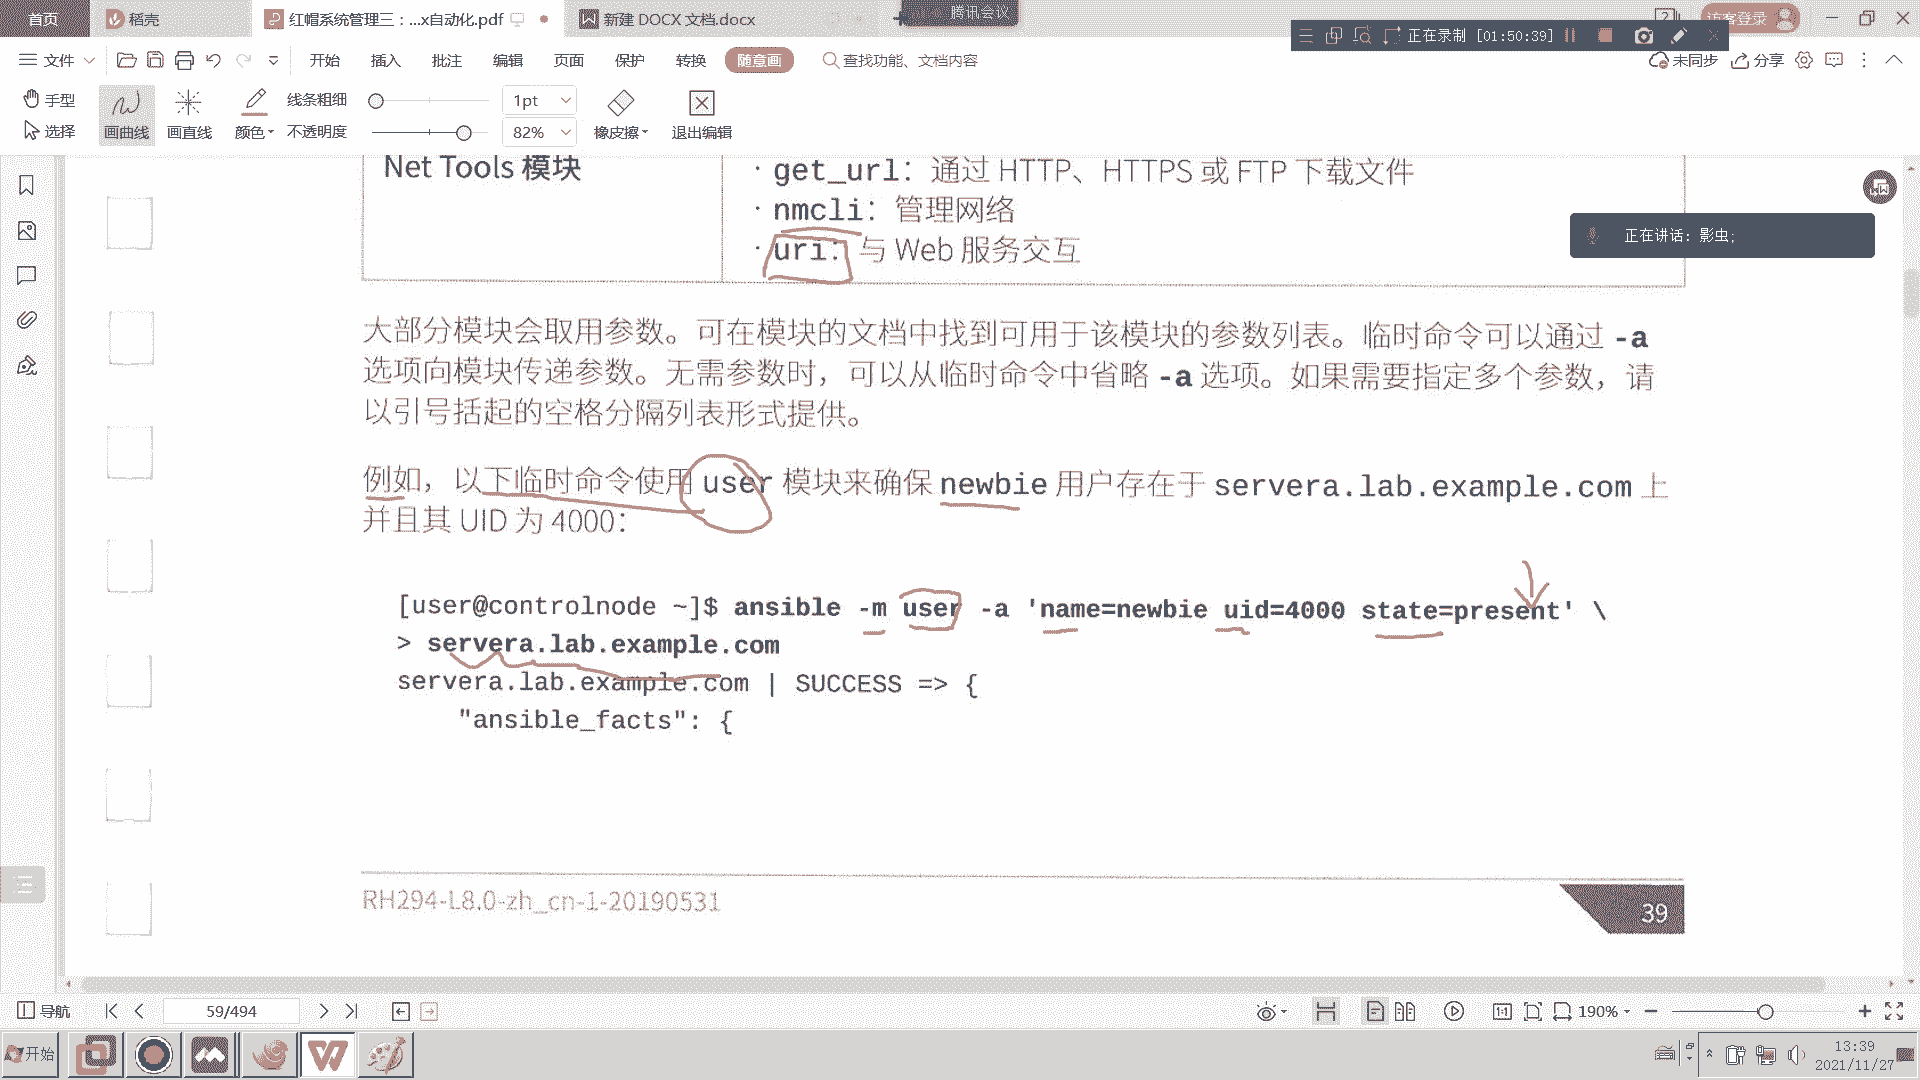 首页
稻壳
红帽系统管理三：...x自动化.pdf
新建 DOCX 文档.docx
腾讯会议
访客登录
正在录制 [01:50:39]
文件
开始
插入
批注
编辑
页面
保护
转换
随意画
查找功能、文档内容
未同步
分享
手型
选择
画曲线
画直线
颜色
线条粗细
不透明度
1pt
82%
橡皮擦
退出编辑
正在讲话: 影虫;
Net Tools 模块
· get_url：通过 HTTP、HTTPS 或 FTP 下载文件
· nmcli：管理网络
· uri：与 Web 服务交互
大部分模块会取用参数。可在模块的文档中找到可用于该模块的参数列表。临时命令可以通过 -a
选项向模块传递参数。无需参数时，可以从临时命令中省略 -a 选项。如果需要指定多个参数，请
以引号括起的空格分隔列表形式提供。
例如，以下临时命令使用 user 模块来确保 newbie 用户存在于 servera.lab.example.com 上
并且其 UID 为 4000：
[user@controlnode ~]$ ansible -m user -a 'name=newbie uid=4000 state=present' \
> servera.lab.example.com
servera.lab.example.com | SUCCESS => {
"ansible_facts": {
RH294-L8.0-zh_cn-1-20190531
39
导航
59/494
1:1
190%
开始
13:39
2021/11/27